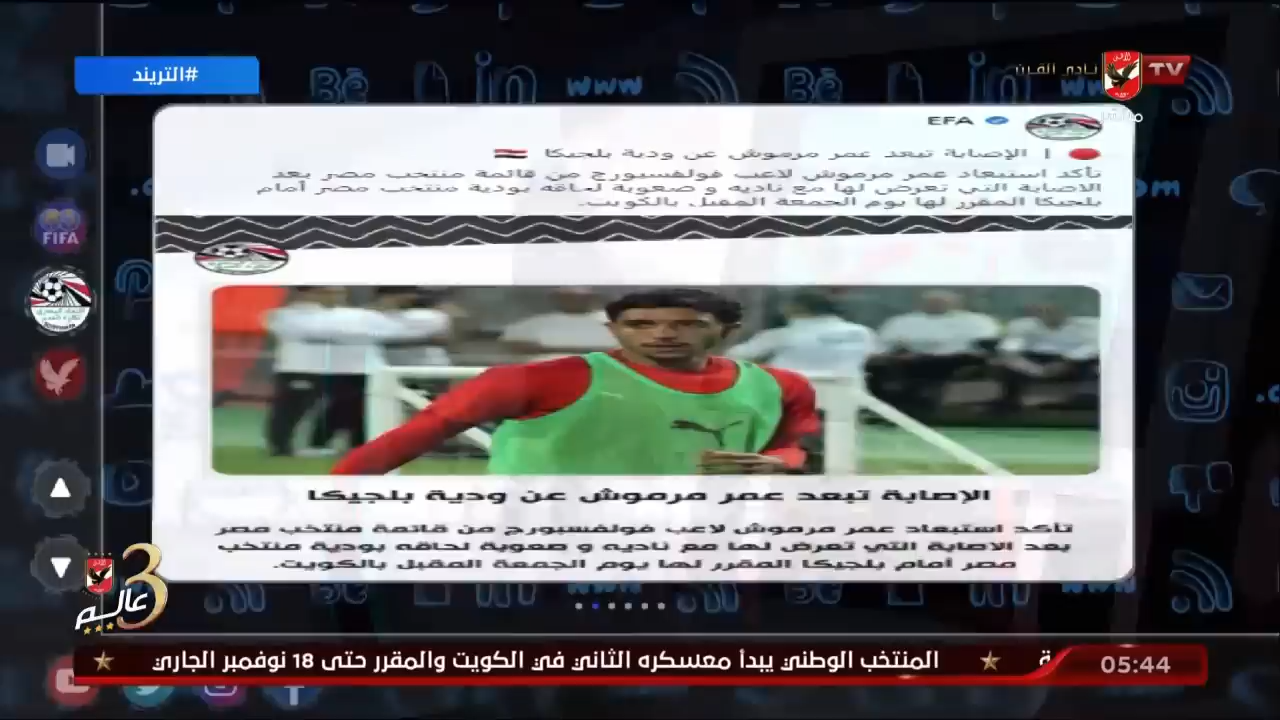 #التريند
نادي القرن
TV
مباشر
EFA
الإصابة تبعد عمر مرموش عن ودية بلجيكا
تأكد استبعاد عمر مرموش لاعب فولفسبورج من قائمة منتخب مصر بعد
الاصابة التي تعرض لها مع ناديه و صعوبة لحاقه بودية منتخب مصر أمام
بلجيكا المقرر لها يوم الجمعة المقبل بالكويت.
FIFA
الإصابة تبعد عمر مرموش عن ودية بلجيكا
تأكد استبعاد عمر مرموش لاعب فولفسبورج من قائمة منتخب مصر
بعد الاصابة التي تعرض لها مع ناديه و صعوبة لحاقه بودية منتخب
مصر أمام بلجيكا المقرر لها يوم الجمعة المقبل بالكويت.
3
عالم
المنتخب الوطني يبدأ معسكره الثاني في الكويت والمقرر حتى 18 نوفمبر الجاري
05:44